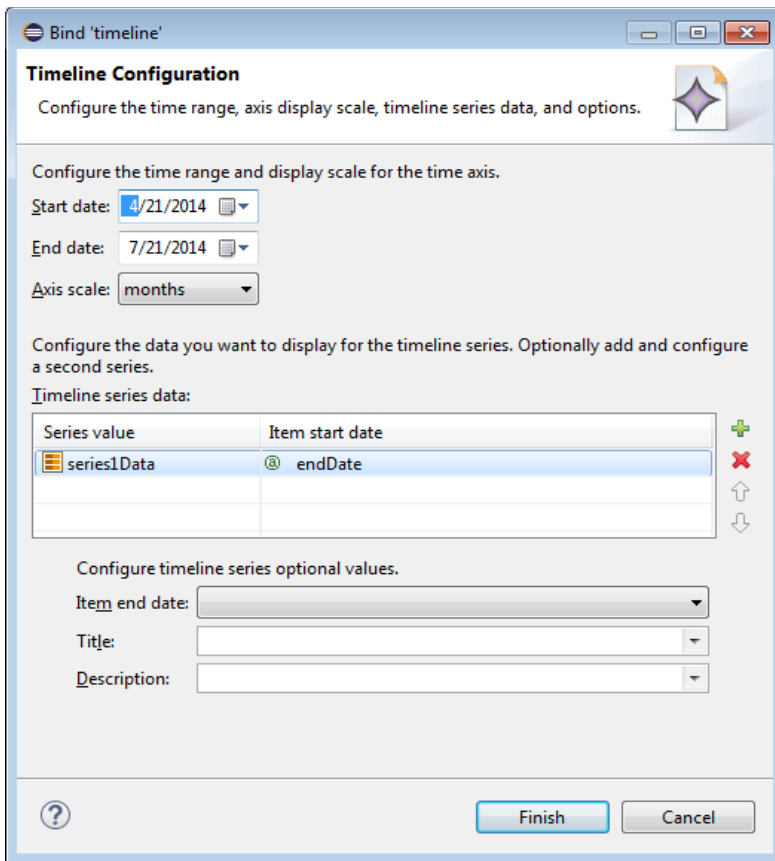 Bind 'timeline'
Timeline Configuration
Configure the time range, axis display scale, timeline series data, and options.
Configure the time range and display scale for the time axis.
Start date: 4/21/2014
End date: 7/21/2014
Axis scale: months
Configure the data you want to display for the timeline series. Optionally add and configure
a second series.
Timeline series data:
Series value Item start date
series1Data @ endDate
Configure timeline series optional values.
Item end date:
Title:
Description:
? Finish Cancel